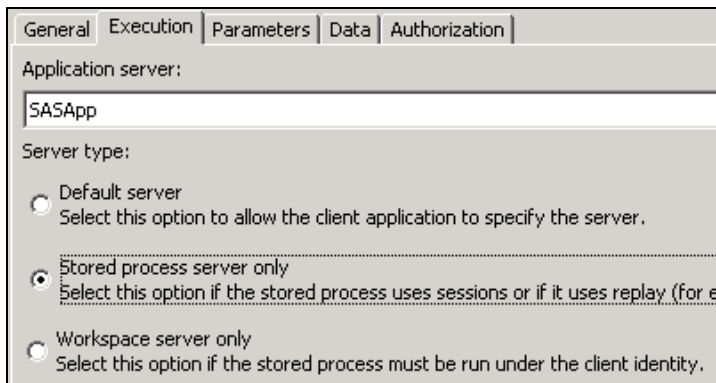 General Execution Parameters Data Authorization
Application server:
SASApp
Server type:
Default server
Select this option to allow the client application to specify the server.
Stored process server only
Select this option if the stored process uses sessions or if it uses replay (for
Workspace server only
Select this option if the stored process must be run under the client identity.